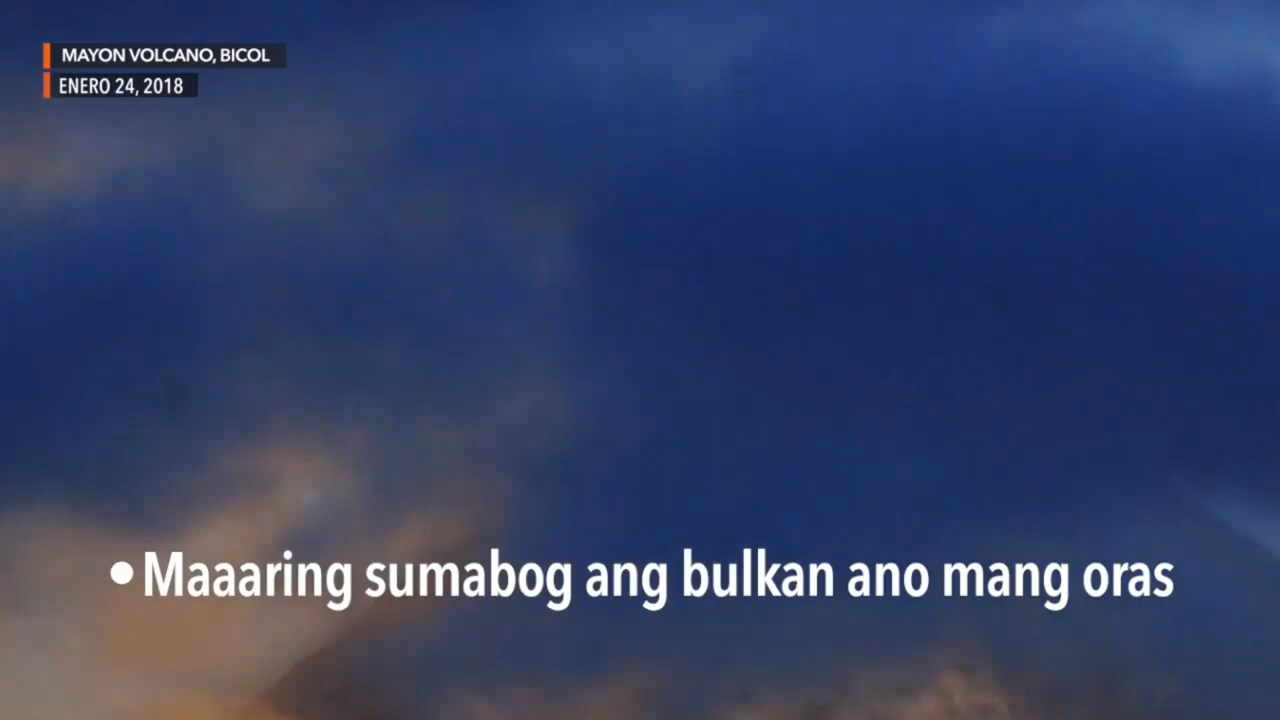 MAYON VOLCANO, BICOL
ENERO 24, 2018
• Maaaring sumabog ang bulkan ano mang oras